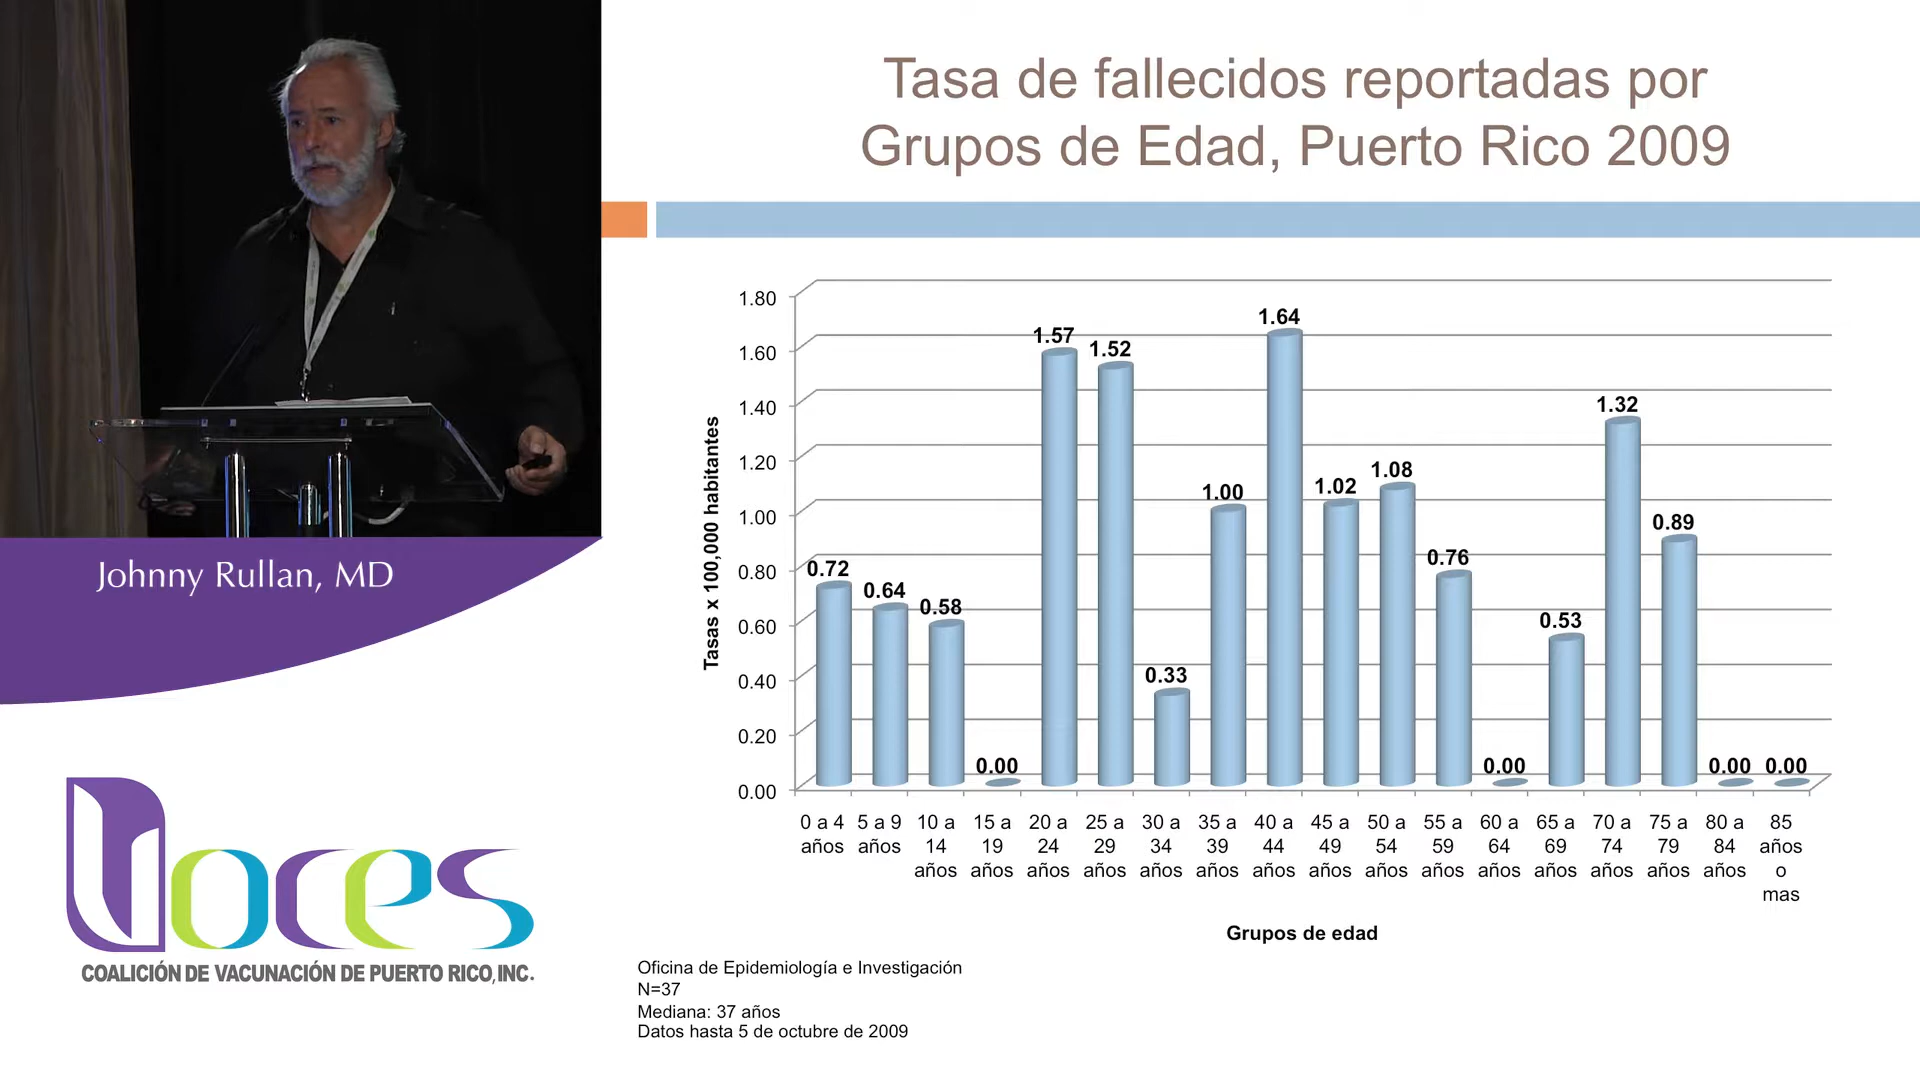 Tasa de fallecidos reportadas por
Grupos de Edad, Puerto Rico 2009
Johnny Rullan, MD
Voces
COALICIÓN DE VACUNACIÓN DE PUERTO RICO, INC.
Tasas x 100,000 habitantes
1.80
1.60
1.40
1.20
1.00
0.80
0.60
0.40
0.20
0.00
0.72
0.64
0.58
0.00
1.57
1.52
0.33
1.00
1.64
1.02
1.08
0.76
0.00
0.53
1.32
0.89
0.00
0.00
0 a 4
años
5 a 9
años
10 a
14
años
15 a
19
años
20 a
24
años
25 a
29
años
30 a
34
años
35 a
39
años
40 a
44
años
45 a
49
años
50 a
54
años
55 a
59
años
60 a
64
años
65 a
69
años
70 a
74
años
75 a
79
años
80 a
84
años
85
años
o
mas
Grupos de edad
Oficina de Epidemiología e Investigación
N=37
Mediana: 37 años
Datos hasta 5 de octubre de 2009